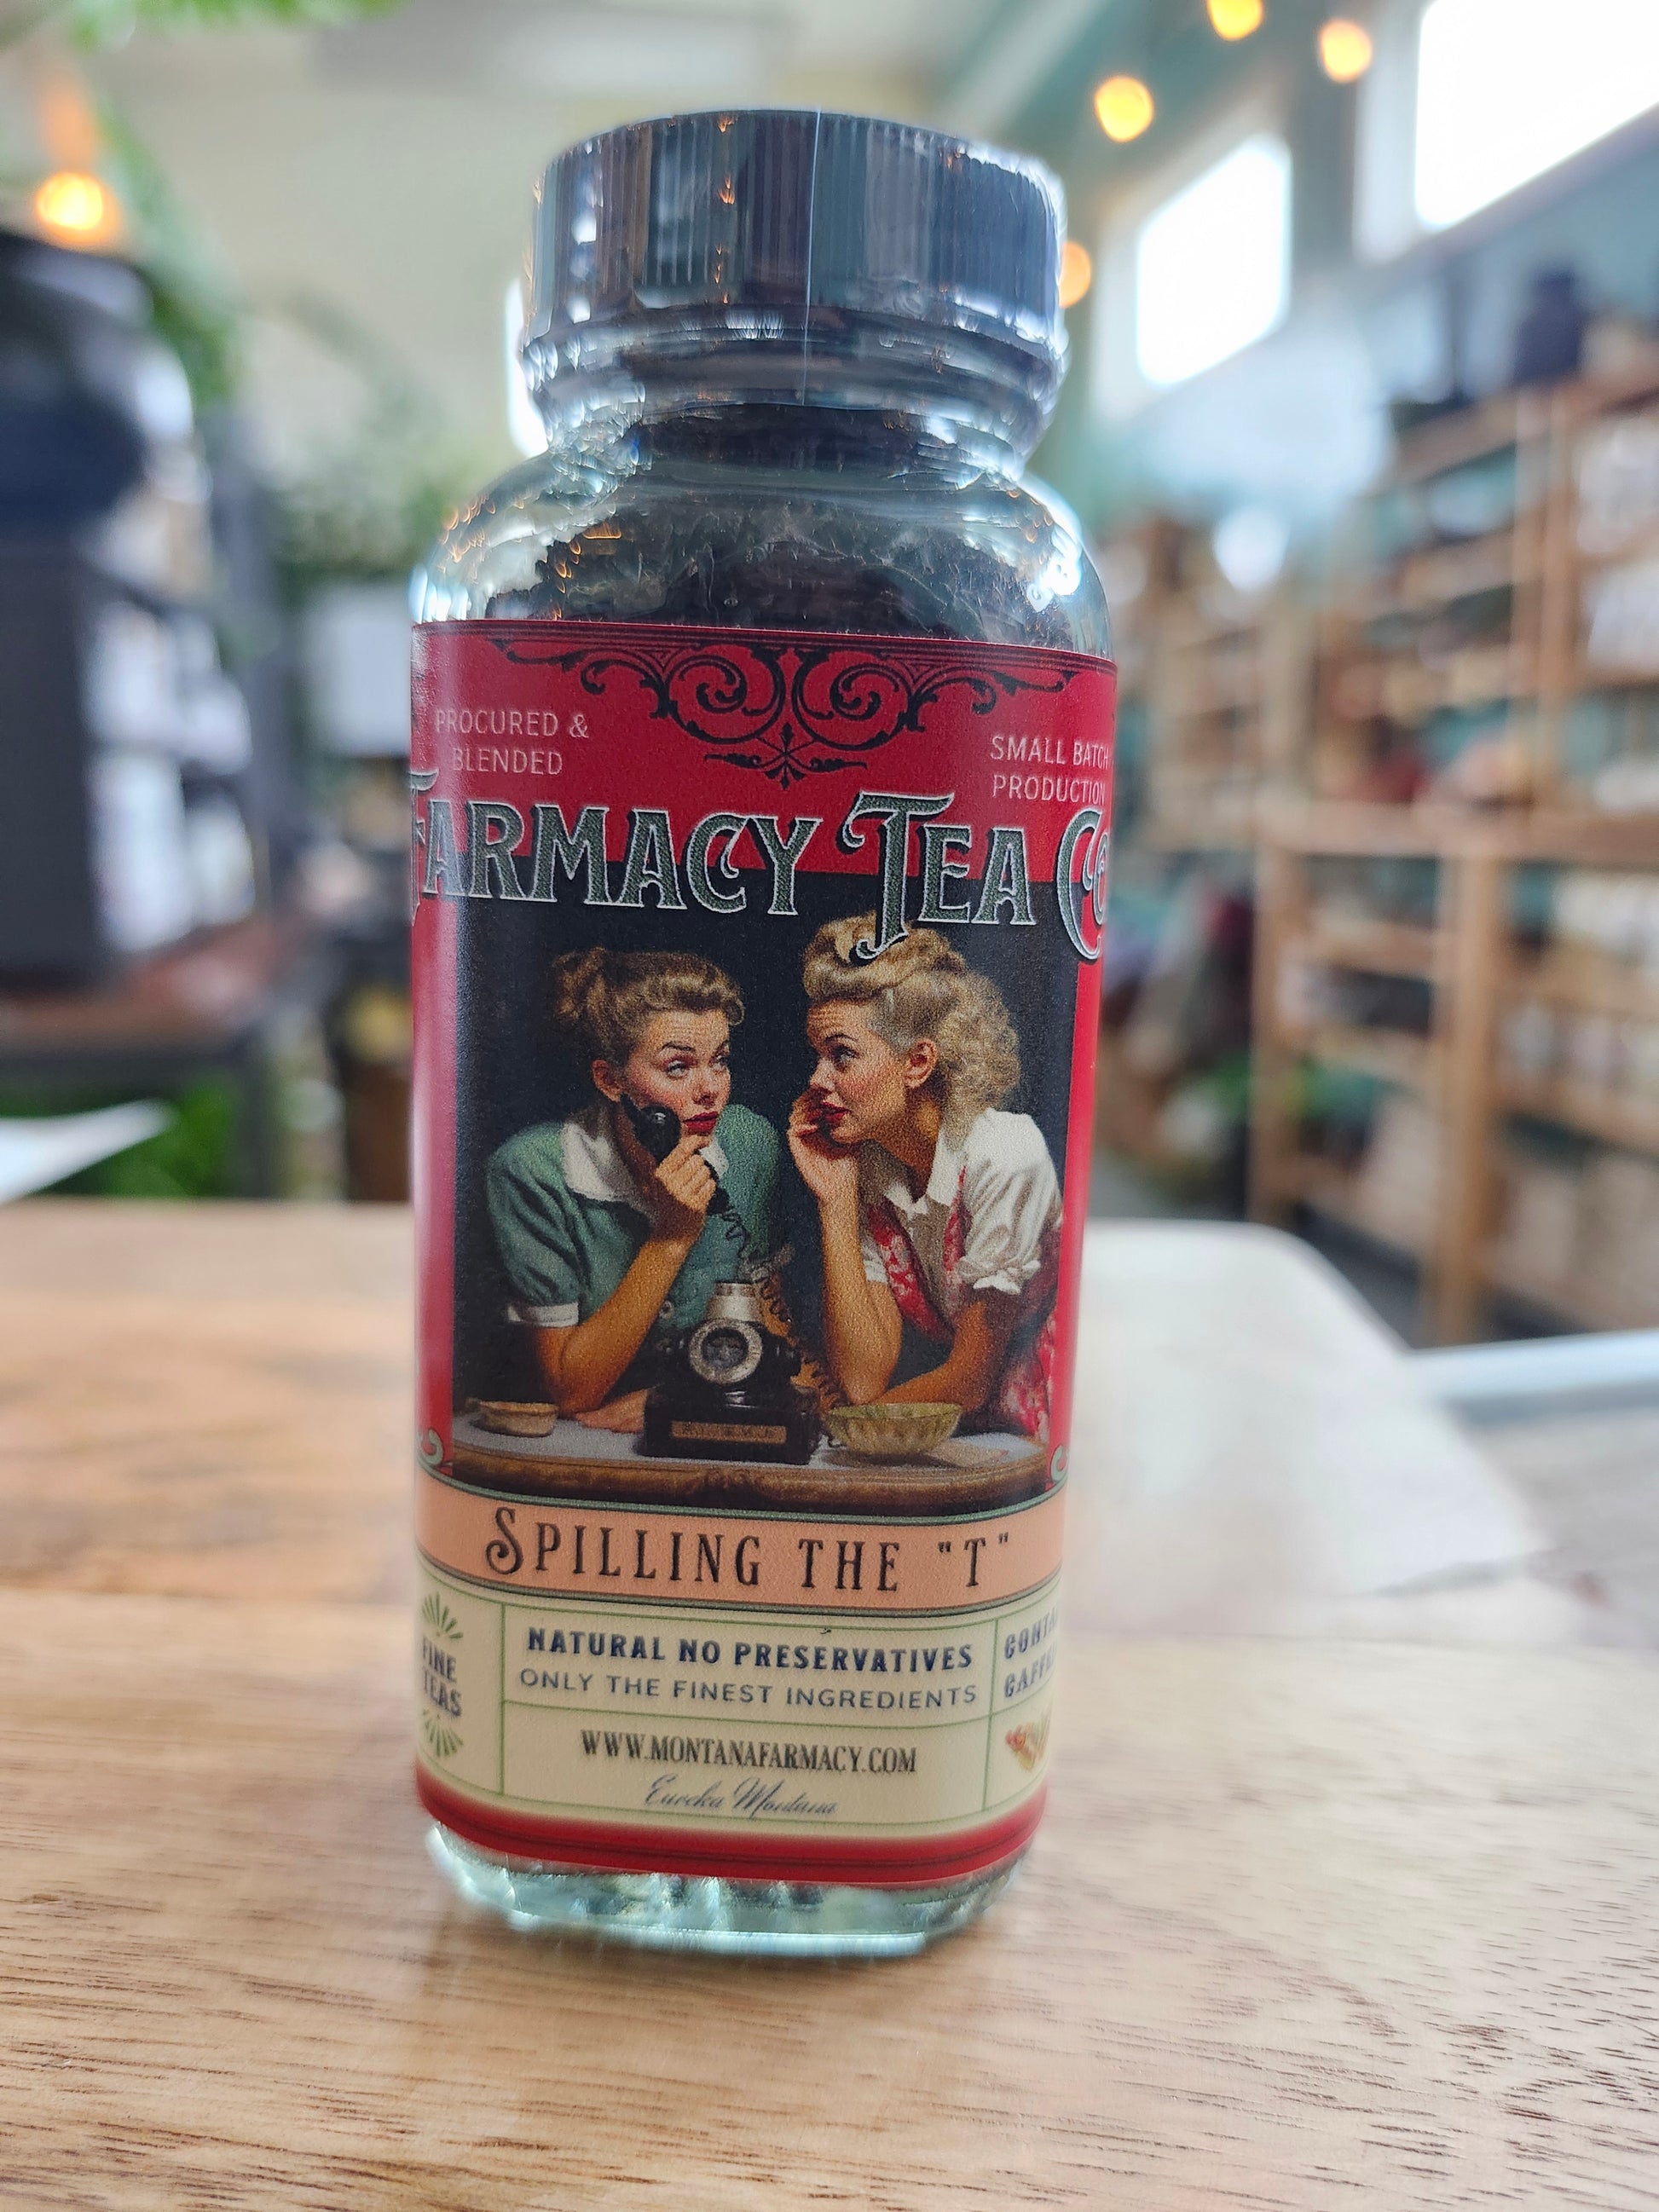 PROCURED &
BLENDED
SMALL BATCH
PRODUCTION
FARMACY TEA Co
SPILLING THE "T"
FINE
TEAS
NATURAL NO PRESERVATIVES
ONLY THE FINEST INGREDIENTS
WWW.MONTANAFARMACY.COM
Eureka Montana